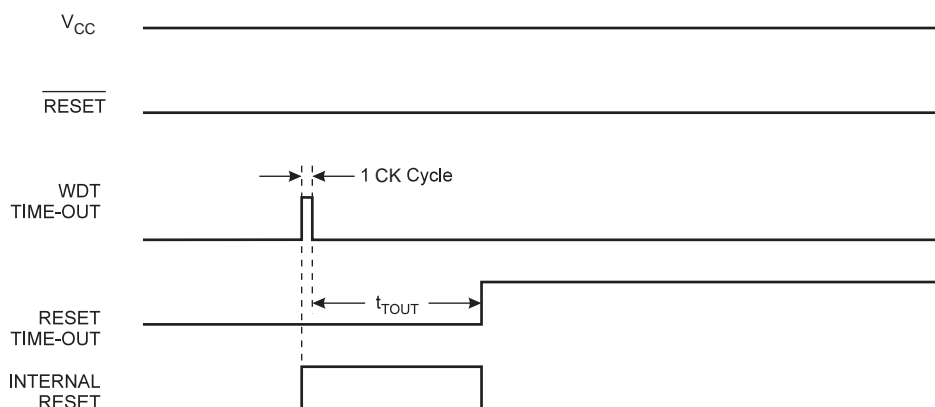 VCC
RESET
1 CK Cycle
WDT
TIME-OUT
tTOUT
RESET
TIME-OUT
INTERNAL
RESET